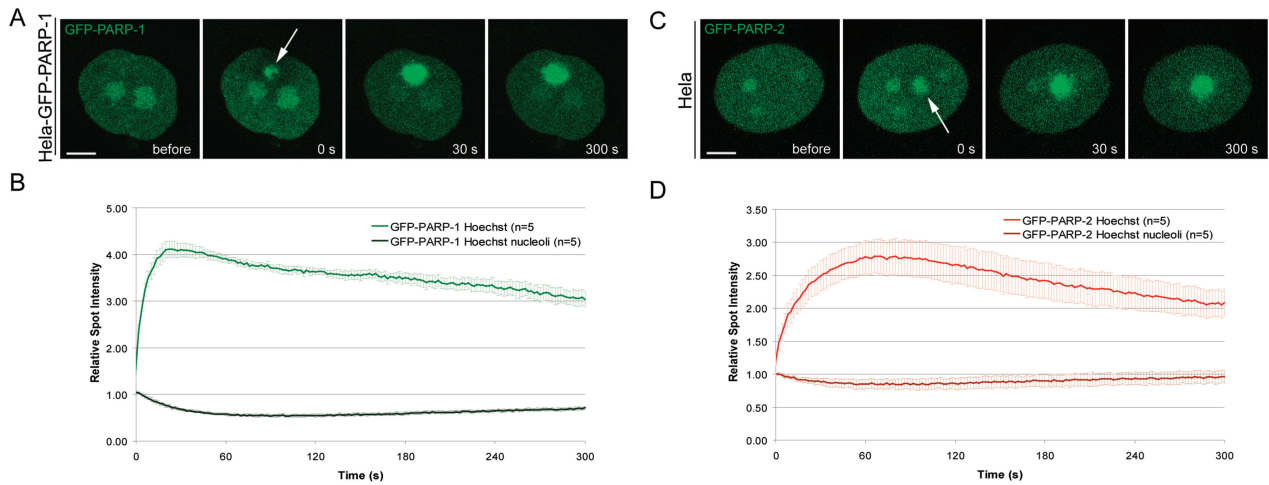 A
Hela-GFP-PARP-1
GFP-PARP-1
before
0 s
30 s
300 s
C
Hela
GFP-PARP-2
before
0 s
30 s
300 s
B
Relative Spot Intensity
5.00
4.00
3.00
2.00
1.00
0.00
GFP-PARP-1 Hoechst (n=5
GFP-PARP-1 Hoechst nucleoli (n=5)
0 60 120 180 240 300
Time (s)
D
Relative Spot Intensity
3.50
3.00
2.50
2.00
1.50
1.00
0.50
0.00
GFP-PARP-2 Hoechst (n=5)
GFP-PARP-2 Hoechst nucleoli (n=5)
0 60 120 180 240 300
Time (s)